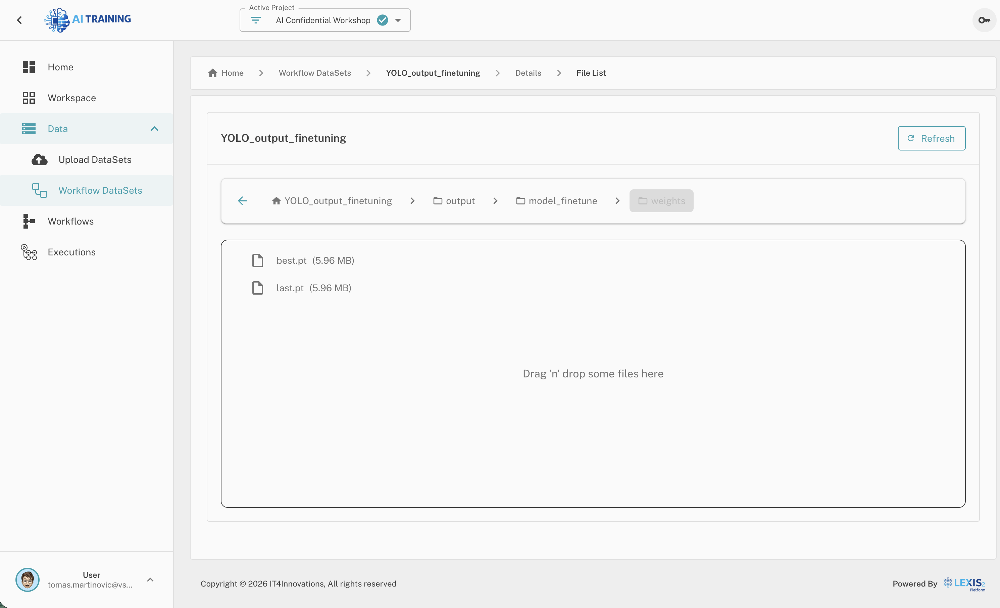 AI TRAINING
Active Project
AI Confidential Workshop
Home
Workspace
Data
Upload DataSets
Workflow DataSets
Workflows
Executions
Home
Workflow DataSets
YOLO_output_finetuning
Details
File List
YOLO_output_finetuning
Refresh
YOLO_output_finetuning
output
model_finetune
weights
best.pt (5.96 MB)
last.pt (5.96 MB)
Drag 'n' drop some files here
User
tomas.martinovic@vs...
Copyright © 2026 IT4Innovations, All rights reserved
Powered By
LEXIS2
Platform